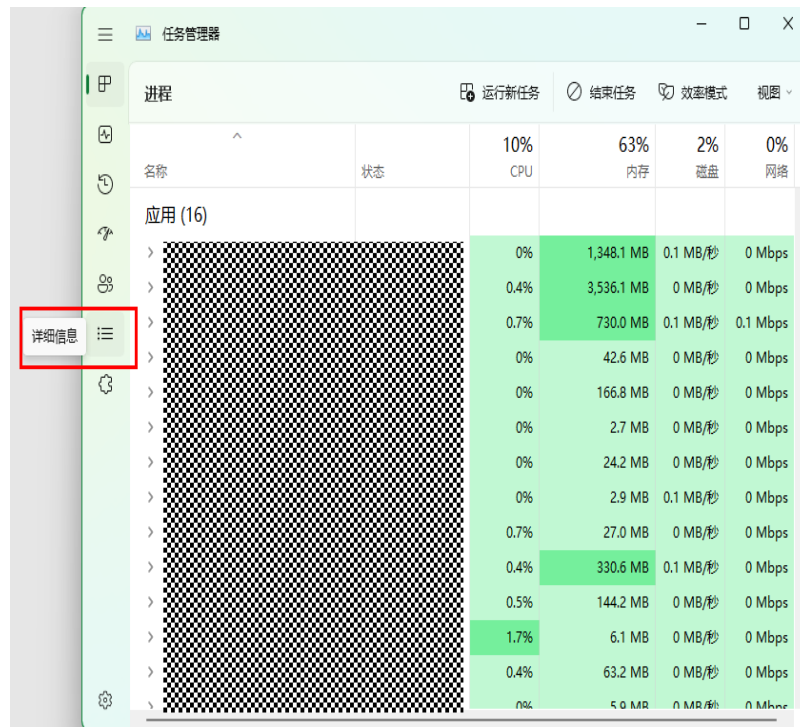 任务管理器
进程 运行新任务 结束任务 效率模式 视图
10% 63% 2% 0%
名称 状态 CPU 内存 磁盘 网络
应用 (16)
0% 1,348.1 MB 0.1 MB/秒 0 Mbps
0.4% 3,536.1 MB 0 MB/秒 0 Mbps
详细信息 0.7% 730.0 MB 0.1 MB/秒 0.1 Mbps
0% 42.6 MB 0 MB/秒 0 Mbps
0% 166.8 MB 0 MB/秒 0 Mbps
0% 2.7 MB 0 MB/秒 0 Mbps
0% 24.2 MB 0 MB/秒 0 Mbps
0% 2.9 MB 0.1 MB/秒 0 Mbps
0.7% 27.0 MB 0 MB/秒 0 Mbps
0.4% 330.6 MB 0.1 MB/秒 0 Mbps
0.5% 144.2 MB 0 MB/秒 0 Mbps
1.7% 6.1 MB 0 MB/秒 0 Mbps
0.4% 63.2 MB 0 MB/秒 0 Mbps
0% 5.9 MB 0 MB/秒 0 Mbps